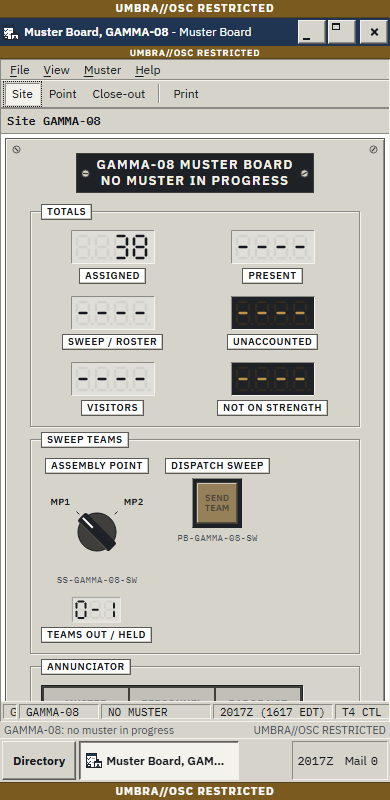 UMBRA//OSC RESTRICTED
Muster Board, GAMMA-08 - Muster Board
UMBRA//OSC RESTRICTED
File View Muster Help
Site Point Close-out Print
Site GAMMA-08
GAMMA-08 MUSTER BOARD
NO MUSTER IN PROGRESS
TOTALS
38 ----
ASSIGNED PRESENT
---- ----
SWEEP / ROSTER UNACCOUNTED
---- ----
VISITORS NOT ON STRENGTH
SWEEP TEAMS
ASSEMBLY POINT DISPATCH SWEEP
MP1 MP2
SEND
TEAM
PB-GAMMA-08-SW
SS-GAMMA-08-SW
0-1
TEAMS OUT / HELD
ANNUNCIATOR
GAMMA-08 NO MUSTER 2017Z (1617 EDT) T4 CTL
GAMMA-08: no muster in progress UMBRA//OSC RESTRICTED
Directory Muster Board, GAM... 2017Z Mail 0
UMBRA//OSC RESTRICTED